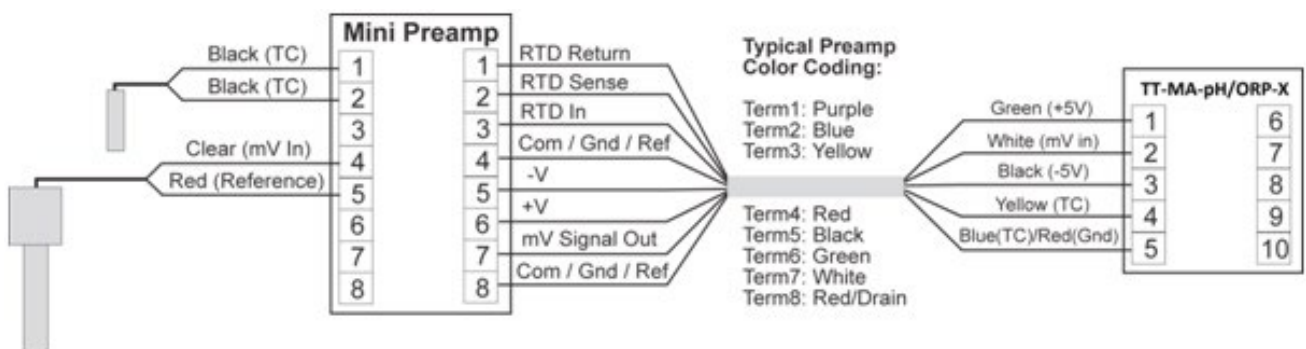 Mini Preamp
Black (TC)
Black (TC)
Clear (mV In)
Red (Reference)
1
2
3
4
5
6
7
8
1
2
3
4
5
6
7
8
RTD Return
RTD Sense
RTD In
Com / Gnd / Ref
-V
+V
mV Signal Out
Com / Gnd / Ref
Typical Preamp
Color Coding:
Term1: Purple
Term2: Blue
Term3: Yellow
Term4: Red
Term5: Black
Term6: Green
Term7: White
Term8: Red/Drain
Green (+5V)
White (mV in)
Black (-5V)
Yellow (TC)
Blue(TC)/Red(Gnd)
TT-MA-pH/ORP-X
1
2
3
4
5
6
7
8
9
10